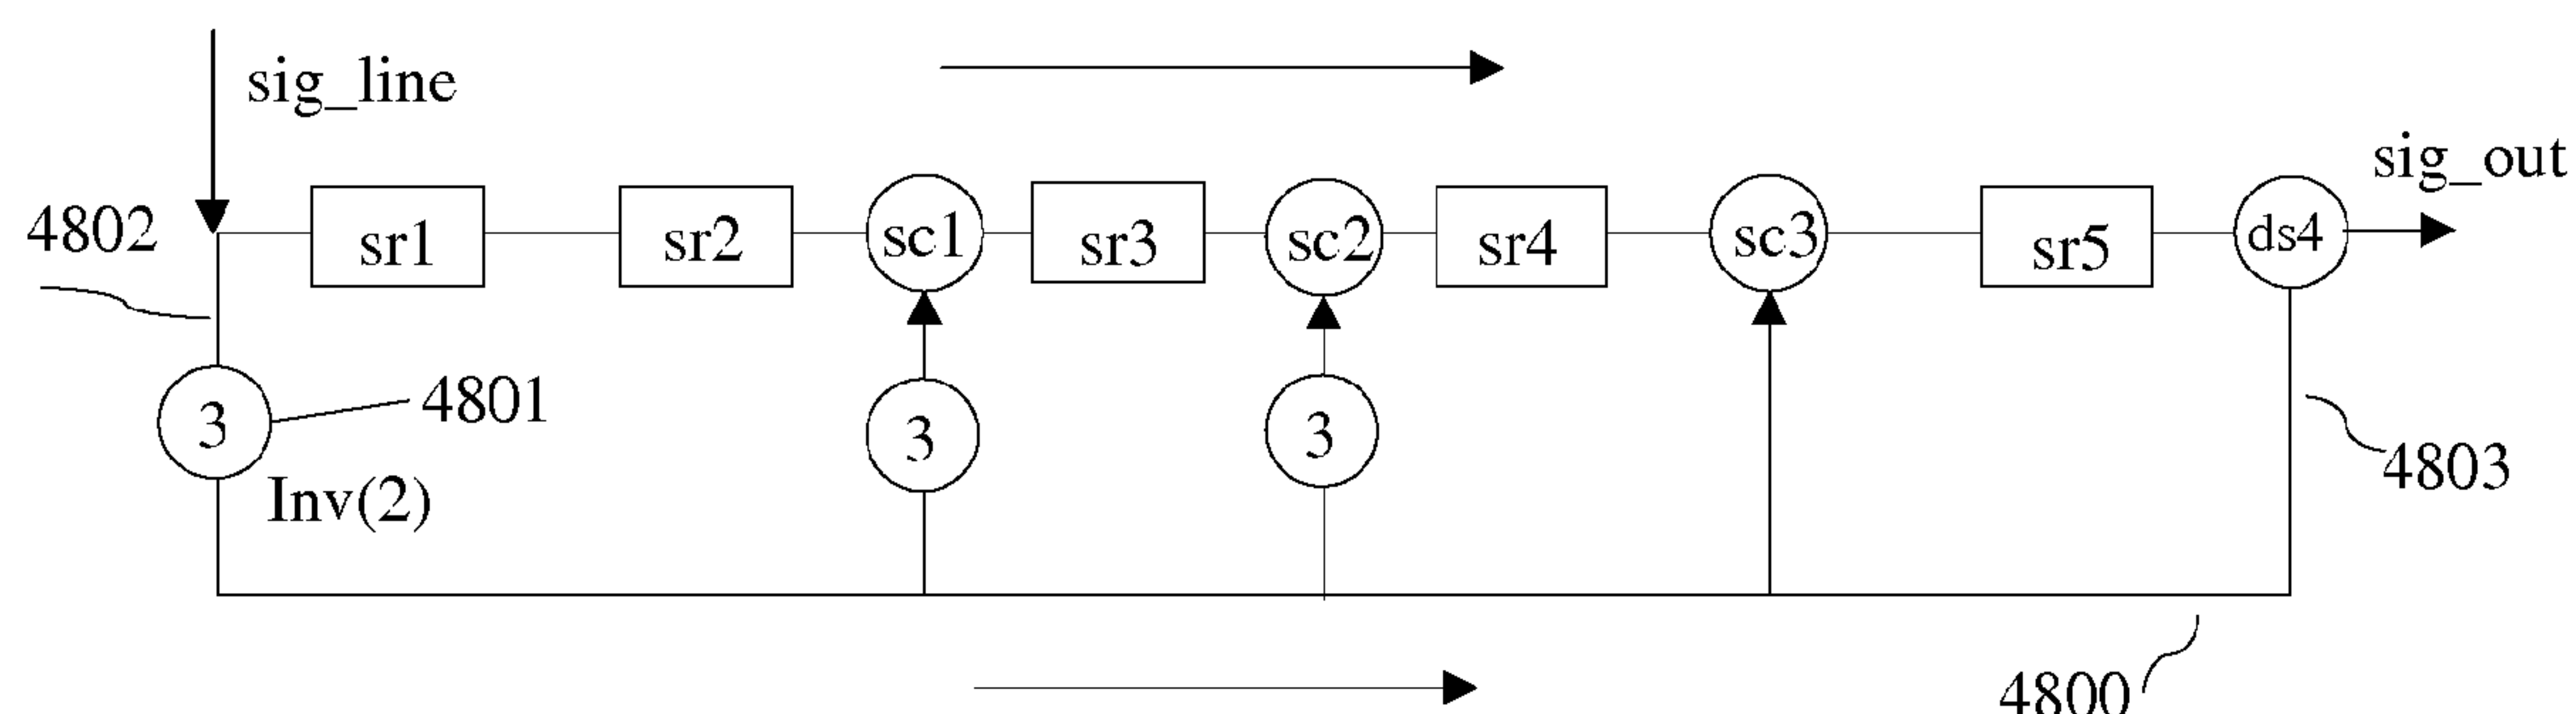 sig_line
sig_out
4802
sr1
sr2
sc1
sr3
sc2
sr4
sc3
sr5
ds4
3
4801
3
3
Inv(2)
4803
4800